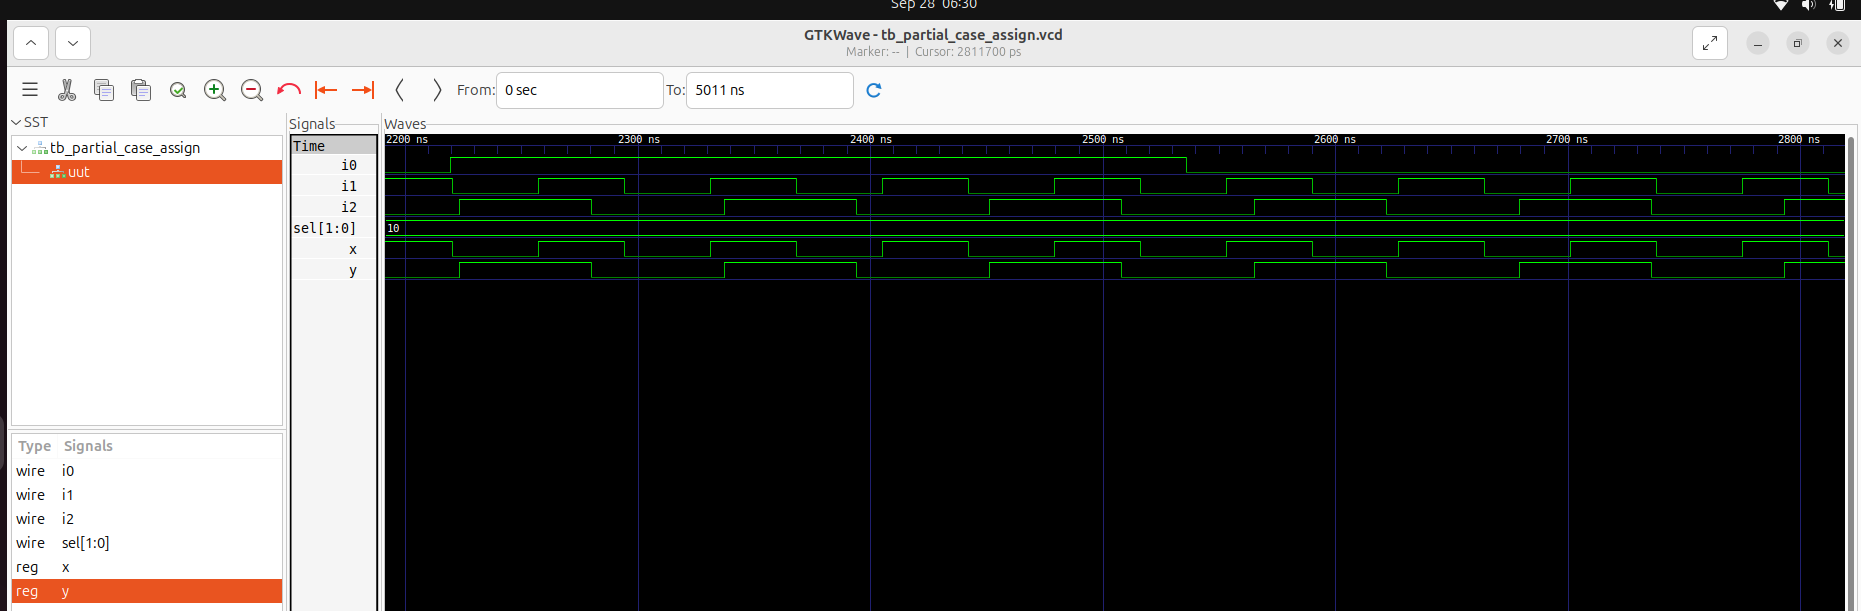 Sep 28 06:30
GTKWave - tb_partial_case_assign.vcd
Marker: -- | Cursor: 2811700 ps
From: 0 sec To: 5011 ns
SST
tb_partial_case_assign
uut
Type Signals
wire i0
wire i1
wire i2
wire sel[1:0]
reg x
reg y
Signals
Time
i0
i1
i2
sel[1:0]
x
y
Waves
2200 ns 2300 ns 2400 ns 2500 ns 2600 ns 2700 ns 2800 ns
10